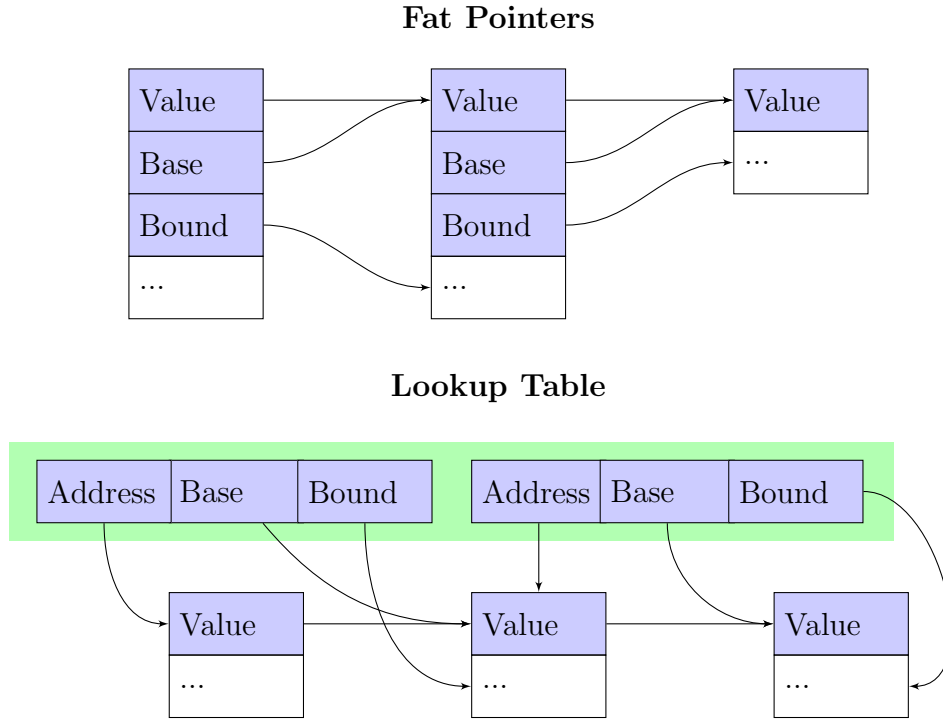 Fat Pointers
Value Value Value
Base Base ...
Bound Bound
... ...
Lookup Table
Address Base Bound Address Base Bound
Value Value Value
... ... ...